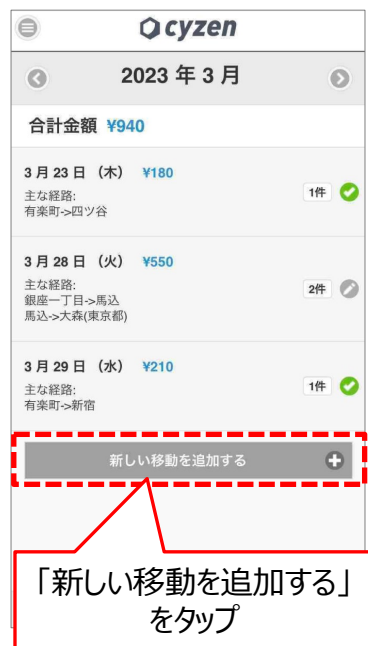 cyzen
2023 年 3 月
合計金額 ¥940
3 月 23 日 (木) ¥180
主な経路:
有楽町->四ツ谷
1件
3 月 28 日 (火) ¥550
主な経路:
銀座一丁目->馬込
馬込->大森(東京都)
2件
3 月 29 日 (水) ¥210
主な経路:
有楽町->新宿
1件
新しい移動を追加する
「新しい移動を追加する」
をタップ